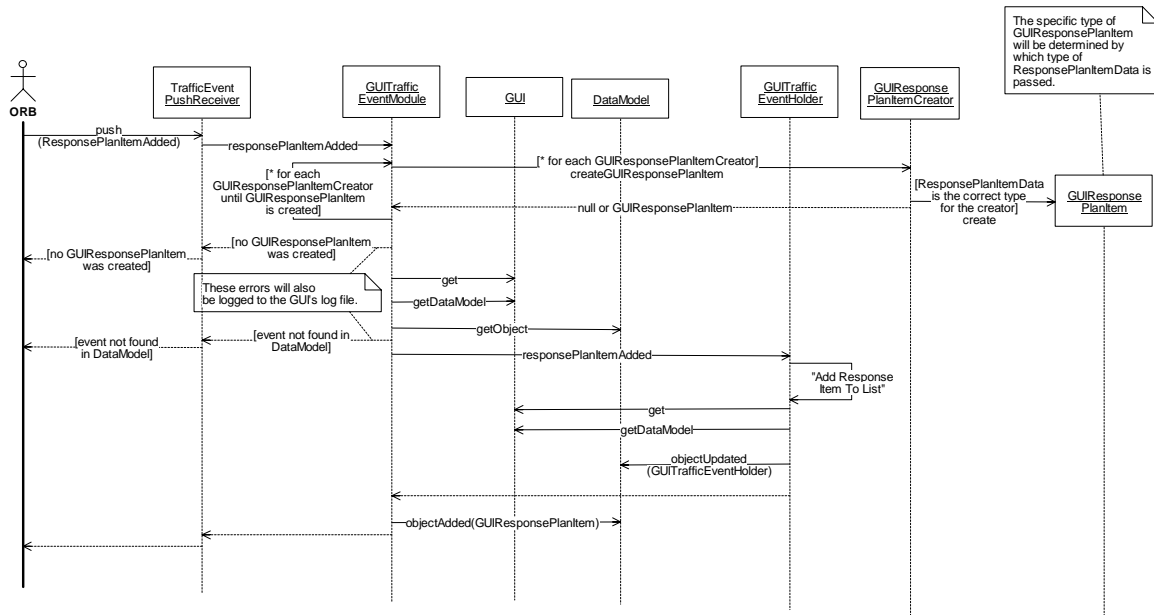 The specific type of
GUIResponsePlanItem
will be determined by
which type of
ResponsePlanItemData is
passed.
ORB
TrafficEvent
PushReceiver
GUITraffic
EventModule
GUI
DataModel
GUITraffic
EventHolder
GUIResponse
PlanItemCreator
push
(ResponsePlanItemAdded)
responsePlanItemAdded
[* for each GUIResponsePlanItemCreator]
createGUIResponsePlanItem
[* for each
GUIResponsePlanItemCreator
until GUIResponsePlanItem
is created]
[ResponsePlanItemData
is the correct type
for the creator]
create
GUIResponse
PlanItem
null or GUIResponsePlanItem
[no GUIResponsePlanItem
was created]
[no GUIResponsePlanItem
was created]
get
These errors will also
be logged to the GUI's log file.
getDataModel
getObject
[event not found in
DataModel]
[event not found
in DataModel]
responsePlanItemAdded
"Add Response
Item To List"
get
getDataModel
objectUpdated
(GUITrafficEventHolder)
objectAdded(GUIResponsePlanItem)